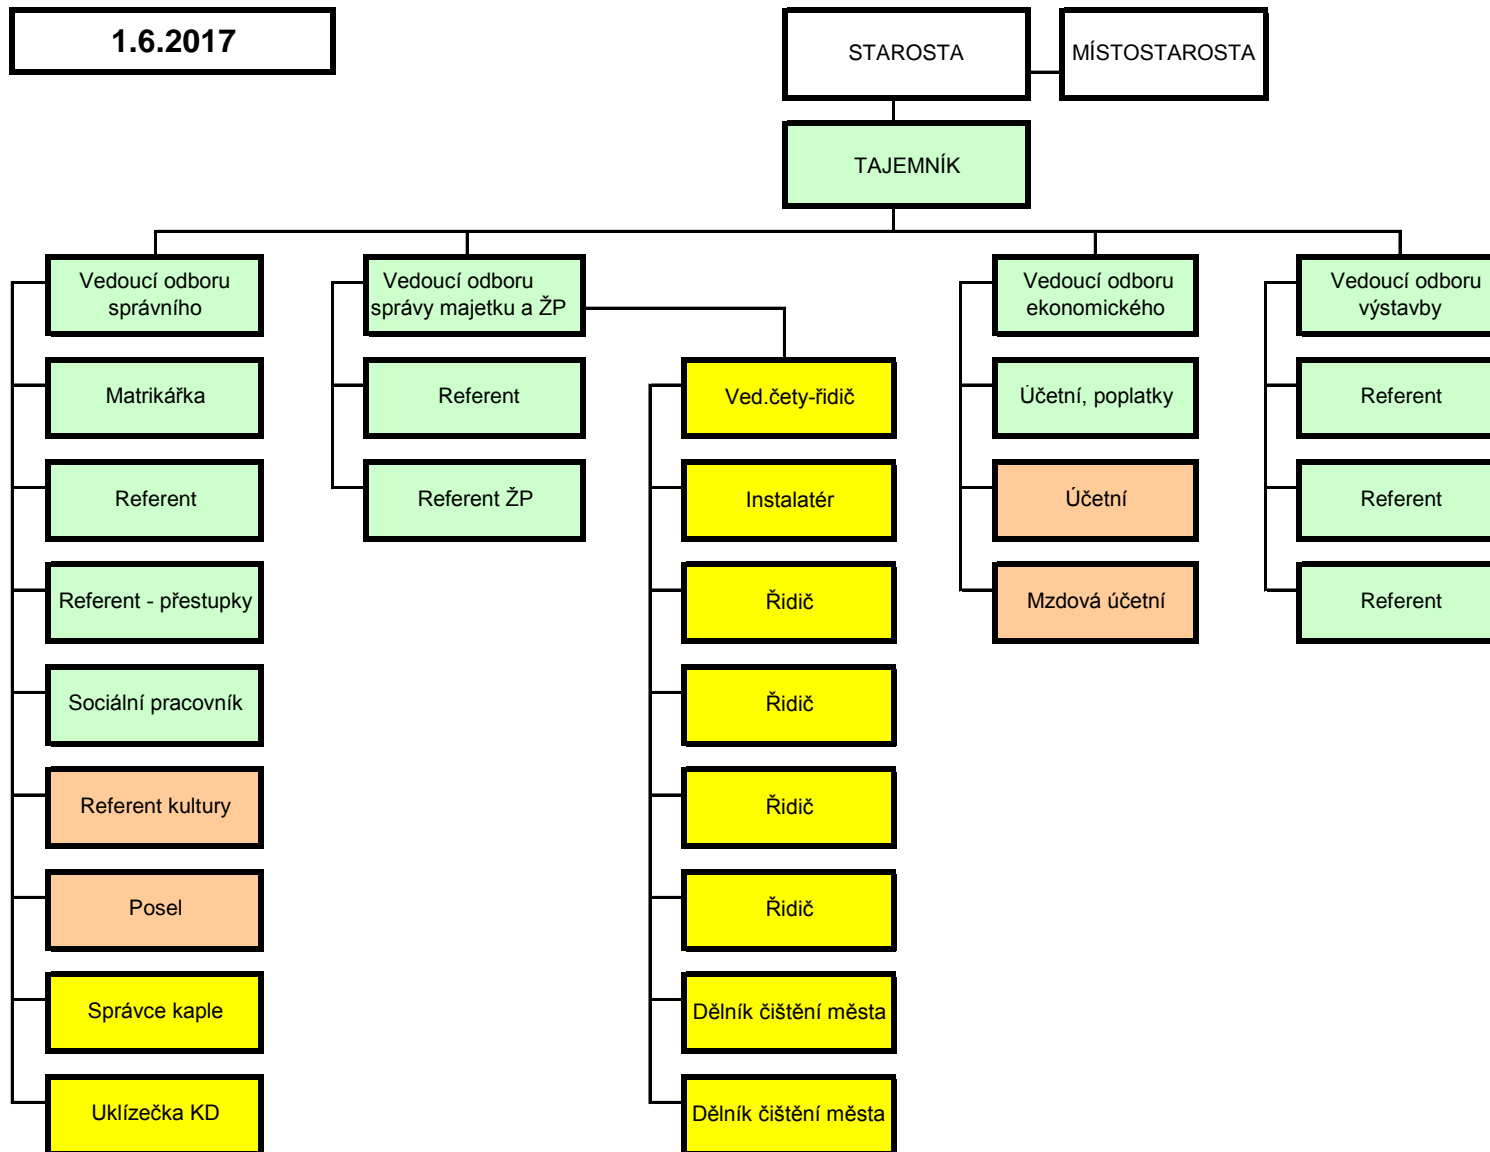 1.6.2017
STAROSTA
MÍSTOSTAROSTA
TAJEMNÍK
Vedoucí odboru
správního
Matrikářka
Referent
Referent - přestupky
Sociální pracovník
Referent kultury
Posel
Správce kaple
Uklízečka KD
Vedoucí odboru
správy majetku a ŽP
Referent
Referent ŽP
Ved.čety-řidič
Instalatér
Řidič
Řidič
Řidič
Řidič
Dělník čištění města
Dělník čištění města
Vedoucí odboru
ekonomického
Účetní, poplatky
Účetní
Mzdová účetní
Vedoucí odboru
výstavby
Referent
Referent
Referent